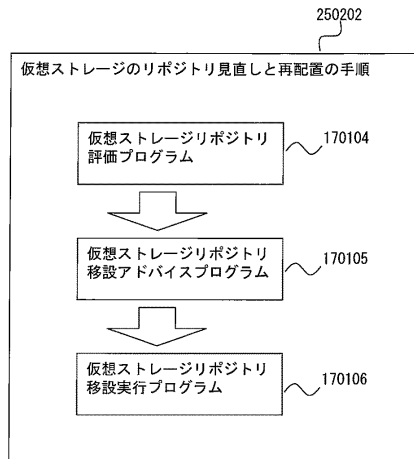 250202
仮想ストレージのリポジトリ見直しと再配置の手順
仮想ストレージリポジトリ
評価プログラム
170104
仮想ストレージリポジトリ
移設アドバイスプログラム
170105
仮想ストレージリポジトリ
移設実行プログラム
170106